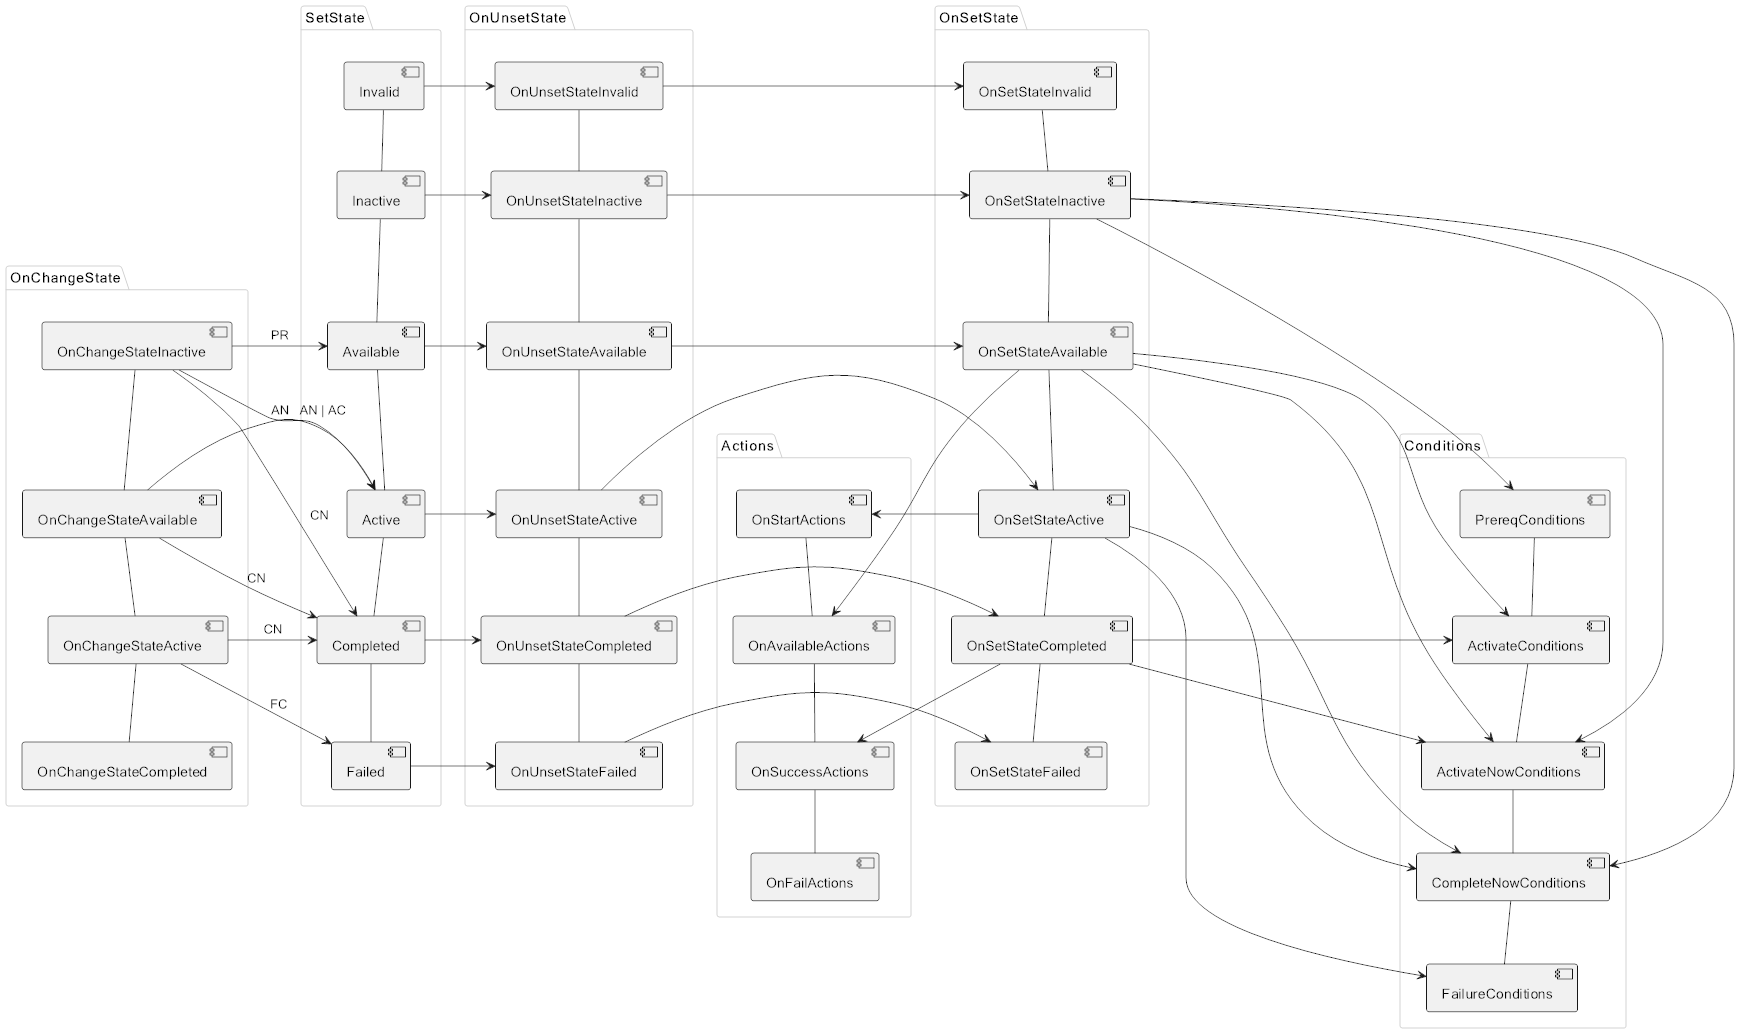 SetState
OnUnsetState
OnSetState
Invalid
OnUnsetStateInvalid
OnSetStateInvalid
Inactive
OnUnsetStateInactive
OnSetStateInactive
OnChangeState
OnChangeStateInactive
PR
Available
OnUnsetStateAvailable
OnSetStateAvailable
AN
AN | AC
Actions
Conditions
OnChangeStateAvailable
CN
Active
OnUnsetStateActive
OnStartActions
OnSetStateActive
PrereqConditions
CN
OnChangeStateActive
CN
Completed
OnUnsetStateCompleted
OnAvailableActions
OnSetStateCompleted
ActivateConditions
FC
OnChangeStateCompleted
Failed
OnUnsetStateFailed
OnSuccessActions
OnSetStateFailed
ActivateNowConditions
OnFailActions
CompleteNowConditions
FailureConditions